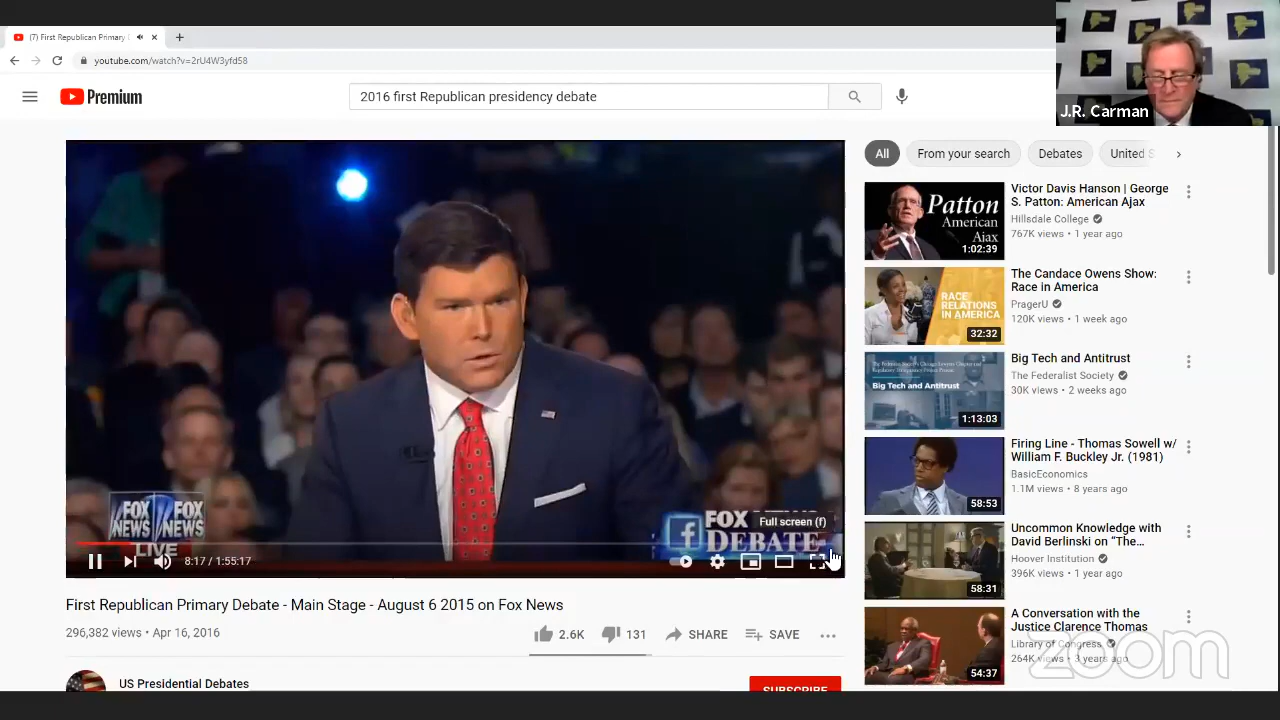 (7) First Republican Primary D
youtube.com/watch?v=2rU4W3yfd58
Premium
2016 first Republican presidency debate
J.R. Carman
All
From your search
Debates
United S
FOX NEWS FOX NEWS
LIVE
FOX NEWS
DEBATE
Full screen (f)
8:17 / 1:55:17
First Republican Primary Debate - Main Stage - August 6 2015 on Fox News
296,382 views • Apr 16, 2016
2.6K
131
SHARE
SAVE
US Presidential Debates
SUBSCRIBE
Patton
American
Ajax
1:02:39
Victor Davis Hanson | George
S. Patton: American Ajax
Hillsdale College
767K views • 1 year ago
RACE
RELATIONS
IN AMERICA
32:32
The Candace Owens Show:
Race in America
PragerU
120K views • 1 week ago
Big Tech and Antitrust
1:13:03
Big Tech and Antitrust
The Federalist Society
30K views • 2 weeks ago
58:53
Firing Line - Thomas Sowell w/
William F. Buckley Jr. (1981)
BasicEconomics
1.1M views • 8 years ago
58:31
Uncommon Knowledge with
David Berlinski on “The…
Hoover Institution
396K views • 1 year ago
54:37
A Conversation with the
Justice Clarence Thomas
Library of Congress
264K views • 3 years ago
zoom